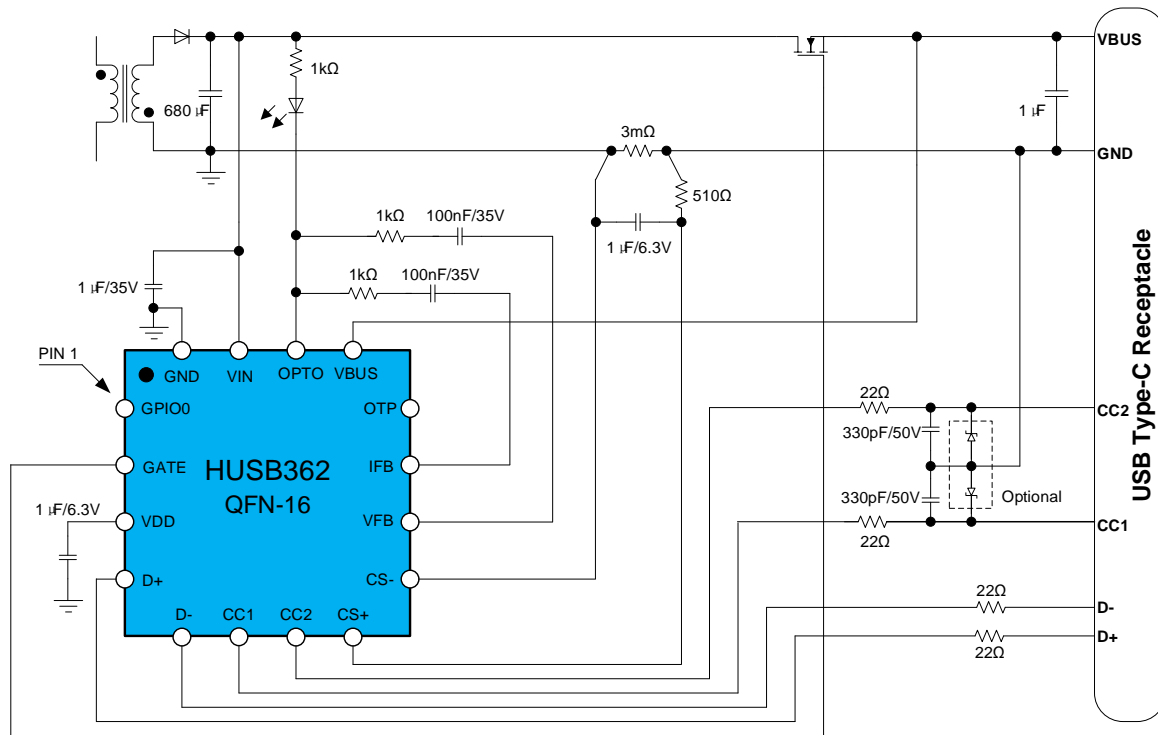 VBUS
1kΩ
680 µF
1 µF
3mΩ
GND
510Ω
1kΩ
100nF/35V
1 µF/6.3V
1kΩ
100nF/35V
1 µF/35V
USB Type-C Receptacle
PIN 1
GND
VIN
OPTO
VBUS
GPIO0
OTP
22Ω
CC2
330pF/50V
GATE
HUSB362
IFB
QFN-16
330pF/50V
Optional
1 µF/6.3V
VDD
VFB
CC1
22Ω
D+
CS-
22Ω
D-
D-
CC1
CC2
CS+
D+
22Ω